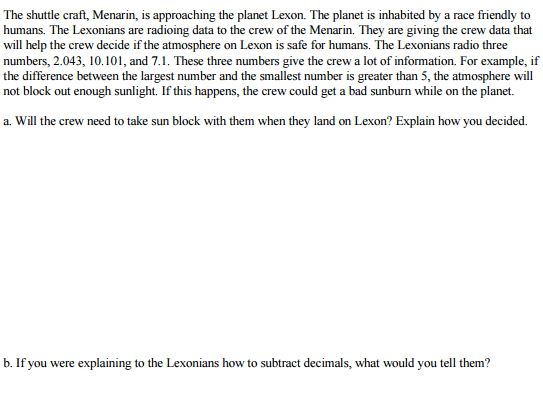 The shuttle craft, Menarin, is approaching the planet Lexon. The planet is inhabited by a race friendly to
humans. The Lexonians are radioing data to the crew of the Menarin. They are giving the crew data that
will help the crew decide if the atmosphere on Lexon is safe for humans. The Lexonians radio three
numbers, 2.043, 10.101, and 7.1. These three numbers give the crew a lot of information. For example, if
the difference between the largest number and the smallest number is greater than 5, the atmosphere will
not block out enough sunlight. If this happens, the crew could get a bad sunburn while on the planet.
a. Will the crew need to take sun block with them when they land on Lexon? Explain how you decided.
b. If you were explaining to the Lexonians how to subtract decimals, what would you tell them?